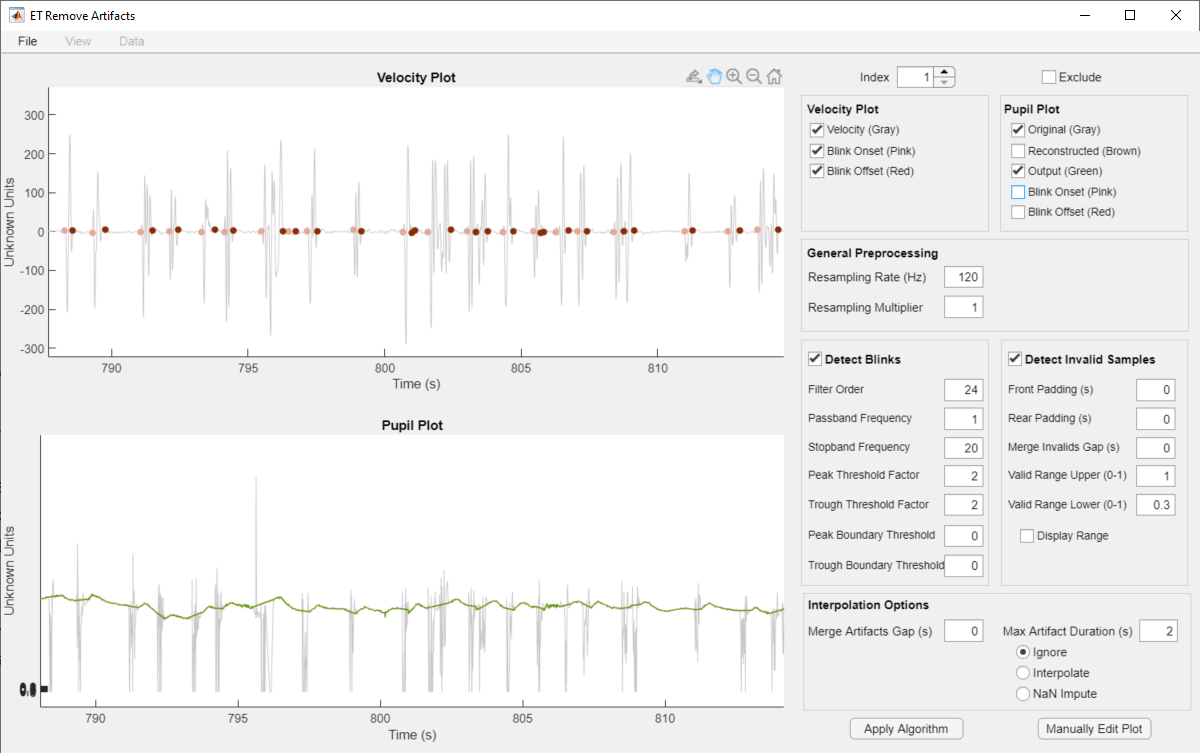 ET Remove Artifacts
File View Data
Velocity Plot
300
200
100
0
-100
-200
-300
Unknown Units
790 795 800 805 810
Time (s)
Pupil Plot
Unknown Units
790 795 800 805 810
Time (s)
Index 1
Exclude
Velocity Plot
Velocity (Gray)
Blink Onset (Pink)
Blink Offset (Red)
Pupil Plot
Original (Gray)
Reconstructed (Brown)
Output (Green)
Blink Onset (Pink)
Blink Offset (Red)
General Preprocessing
Resampling Rate (Hz) 120
Resampling Multiplier 1
Detect Blinks
Filter Order 24
Passband Frequency 1
Stopband Frequency 20
Peak Threshold Factor 2
Trough Threshold Factor 2
Peak Boundary Threshold 0
Trough Boundary Threshold 0
Detect Invalid Samples
Front Padding (s) 0
Rear Padding (s) 0
Merge Invalids Gap (s) 0
Valid Range Upper (0-1) 1
Valid Range Lower (0-1) 0.3
Display Range
Interpolation Options
Merge Artifacts Gap (s) 0
Max Artifact Duration (s) 2
Ignore
Interpolate
NaN Impute
Apply Algorithm
Manually Edit Plot